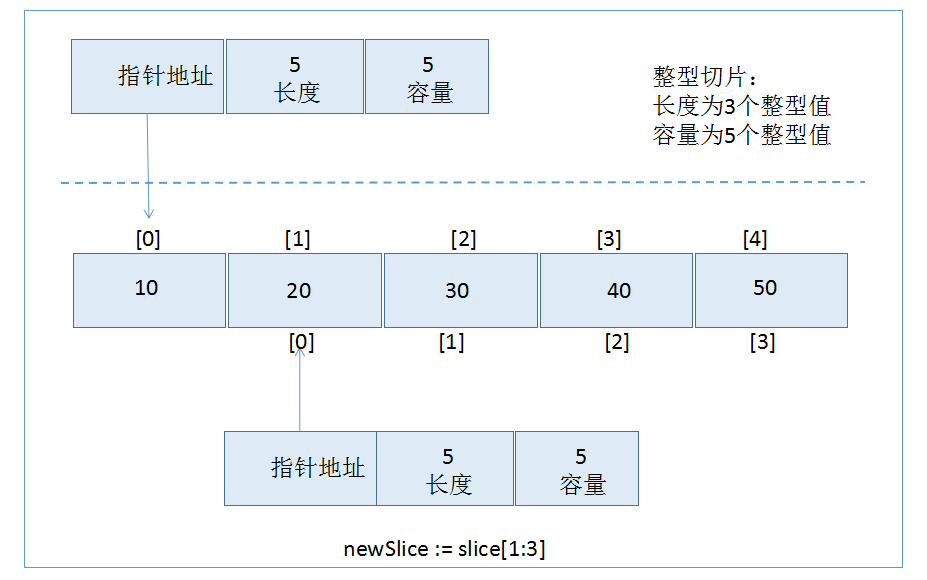 指针地址
5
长度
5
容量
整型切片：
长度为3个整型值
容量为5个整型值
[0] [1] [2] [3] [4]
10 20 30 40 50
[0] [1] [2] [3]
指针地址
5
长度
5
容量
newSlice := slice[1:3]